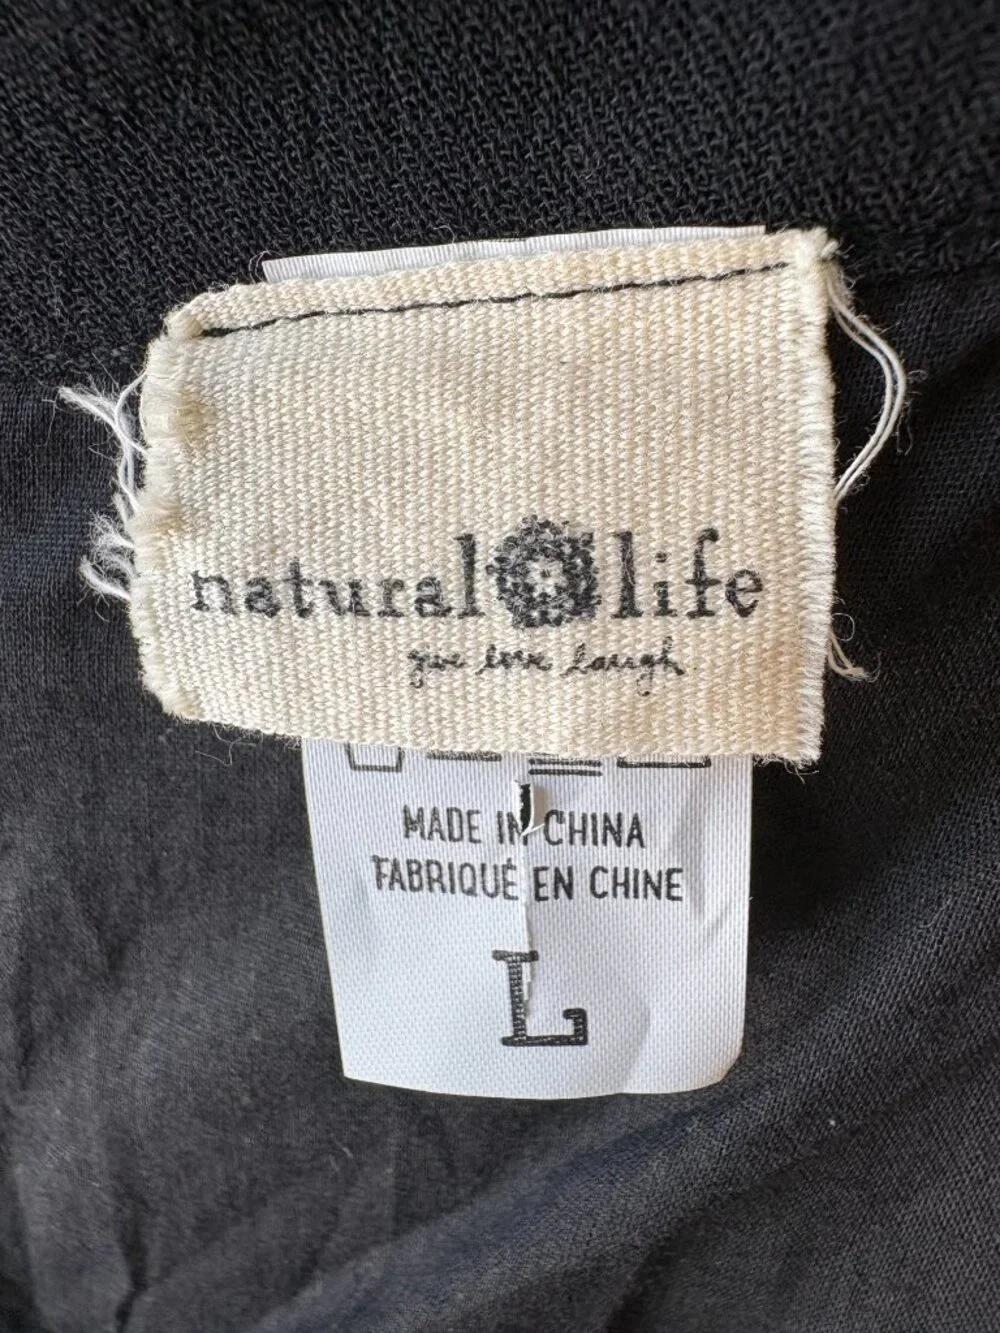 natural life
give love laugh
MADE IN CHINA
FABRIQUÉ EN CHINE
L